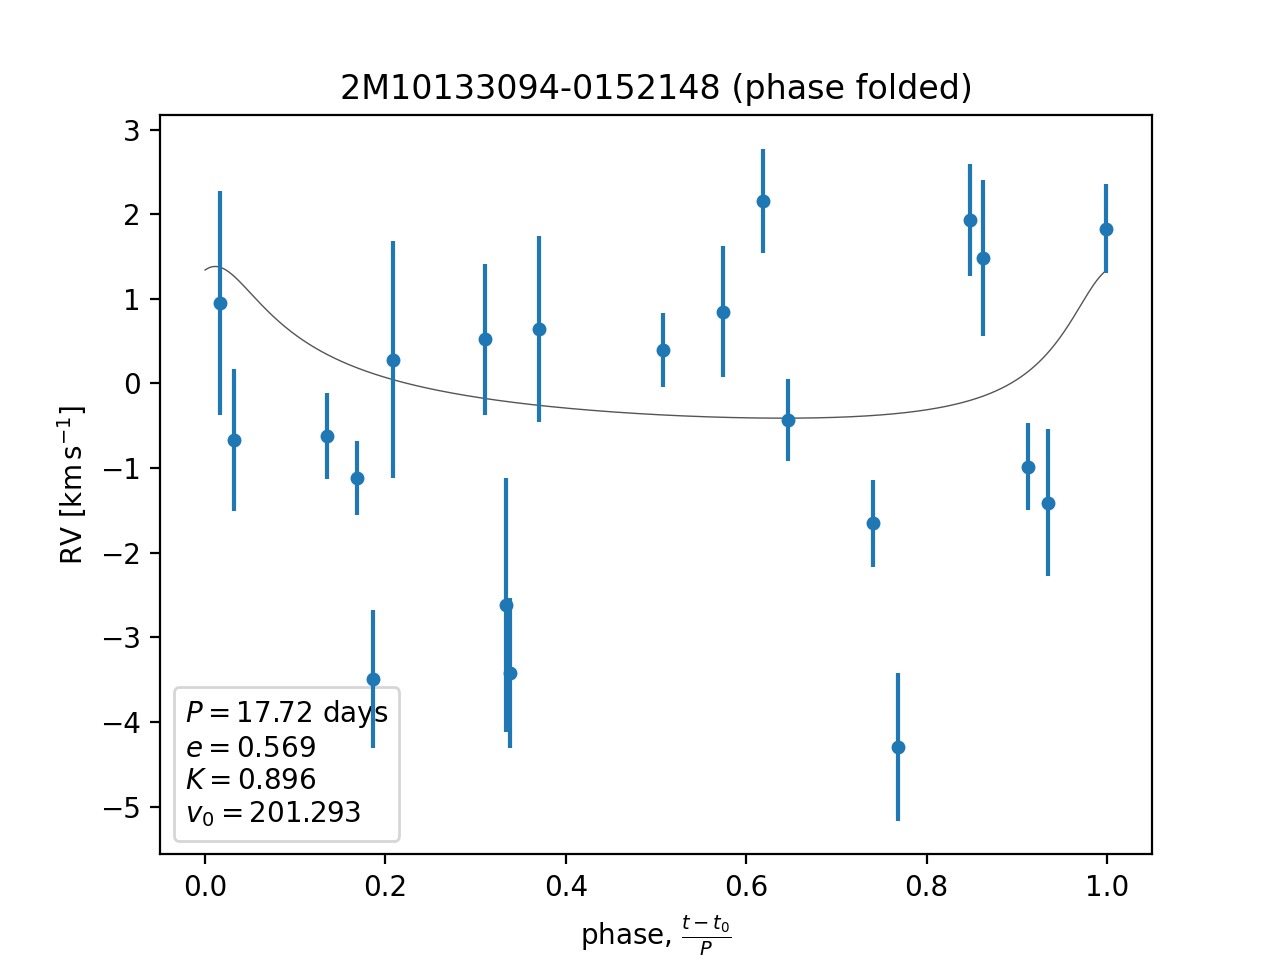 2M10133094-0152148 (phase folded)
3
2
1
0
−1
−2
−3
−4
−5
RV [km s⁻¹]
P = 17.72 days
e = 0.569
K = 0.896
v₀ = 201.293
0.0 0.2 0.4 0.6 0.8 1.0
phase, (t − t₀)/P